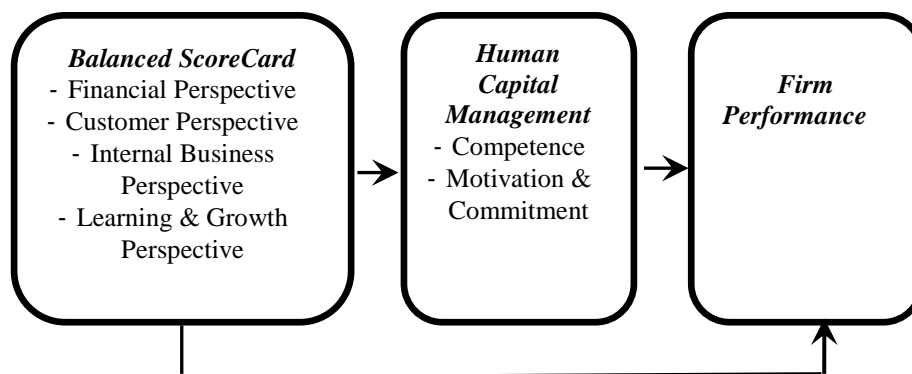 Balanced ScoreCard
- Financial Perspective
- Customer Perspective
- Internal Business
Perspective
- Learning & Growth
Perspective
Human
Capital
Management
- Competence
- Motivation &
Commitment
Firm
Performance